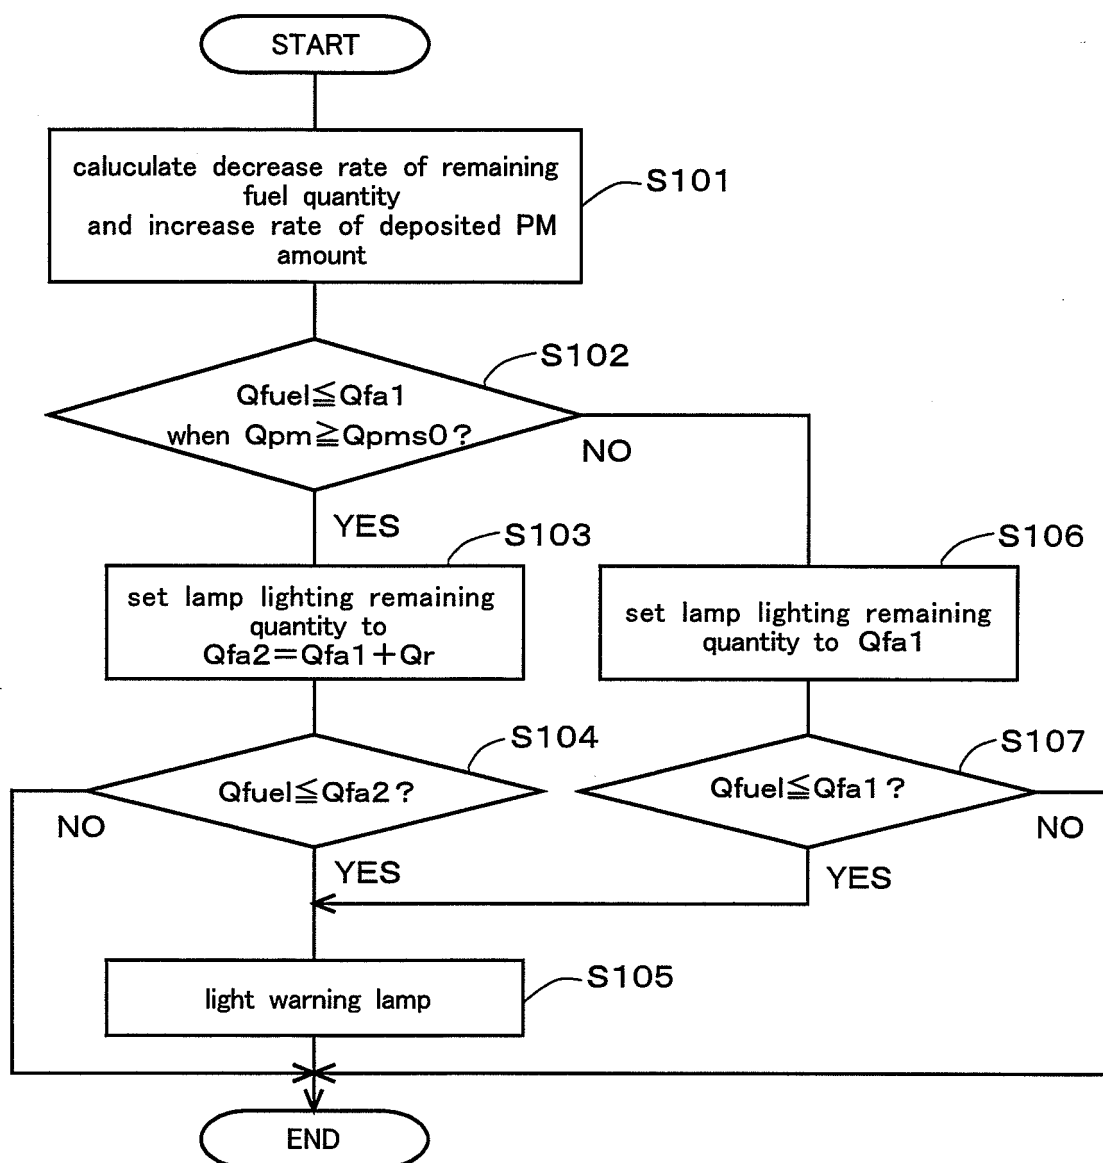 START
caluculate decrease rate of remaining
fuel quantity
and increase rate of deposited PM
amount
S101
S102
Qfuel≦Qfa1
when Qpm≧Qpms0?
NO
YES
S103
set lamp lighting remaining
quantity to
Qfa2=Qfa1+Qr
S106
set lamp lighting remaining
quantity to Qfa1
S104
Qfuel≦Qfa2?
NO
YES
S107
Qfuel≦Qfa1?
NO
YES
S105
light warning lamp
END